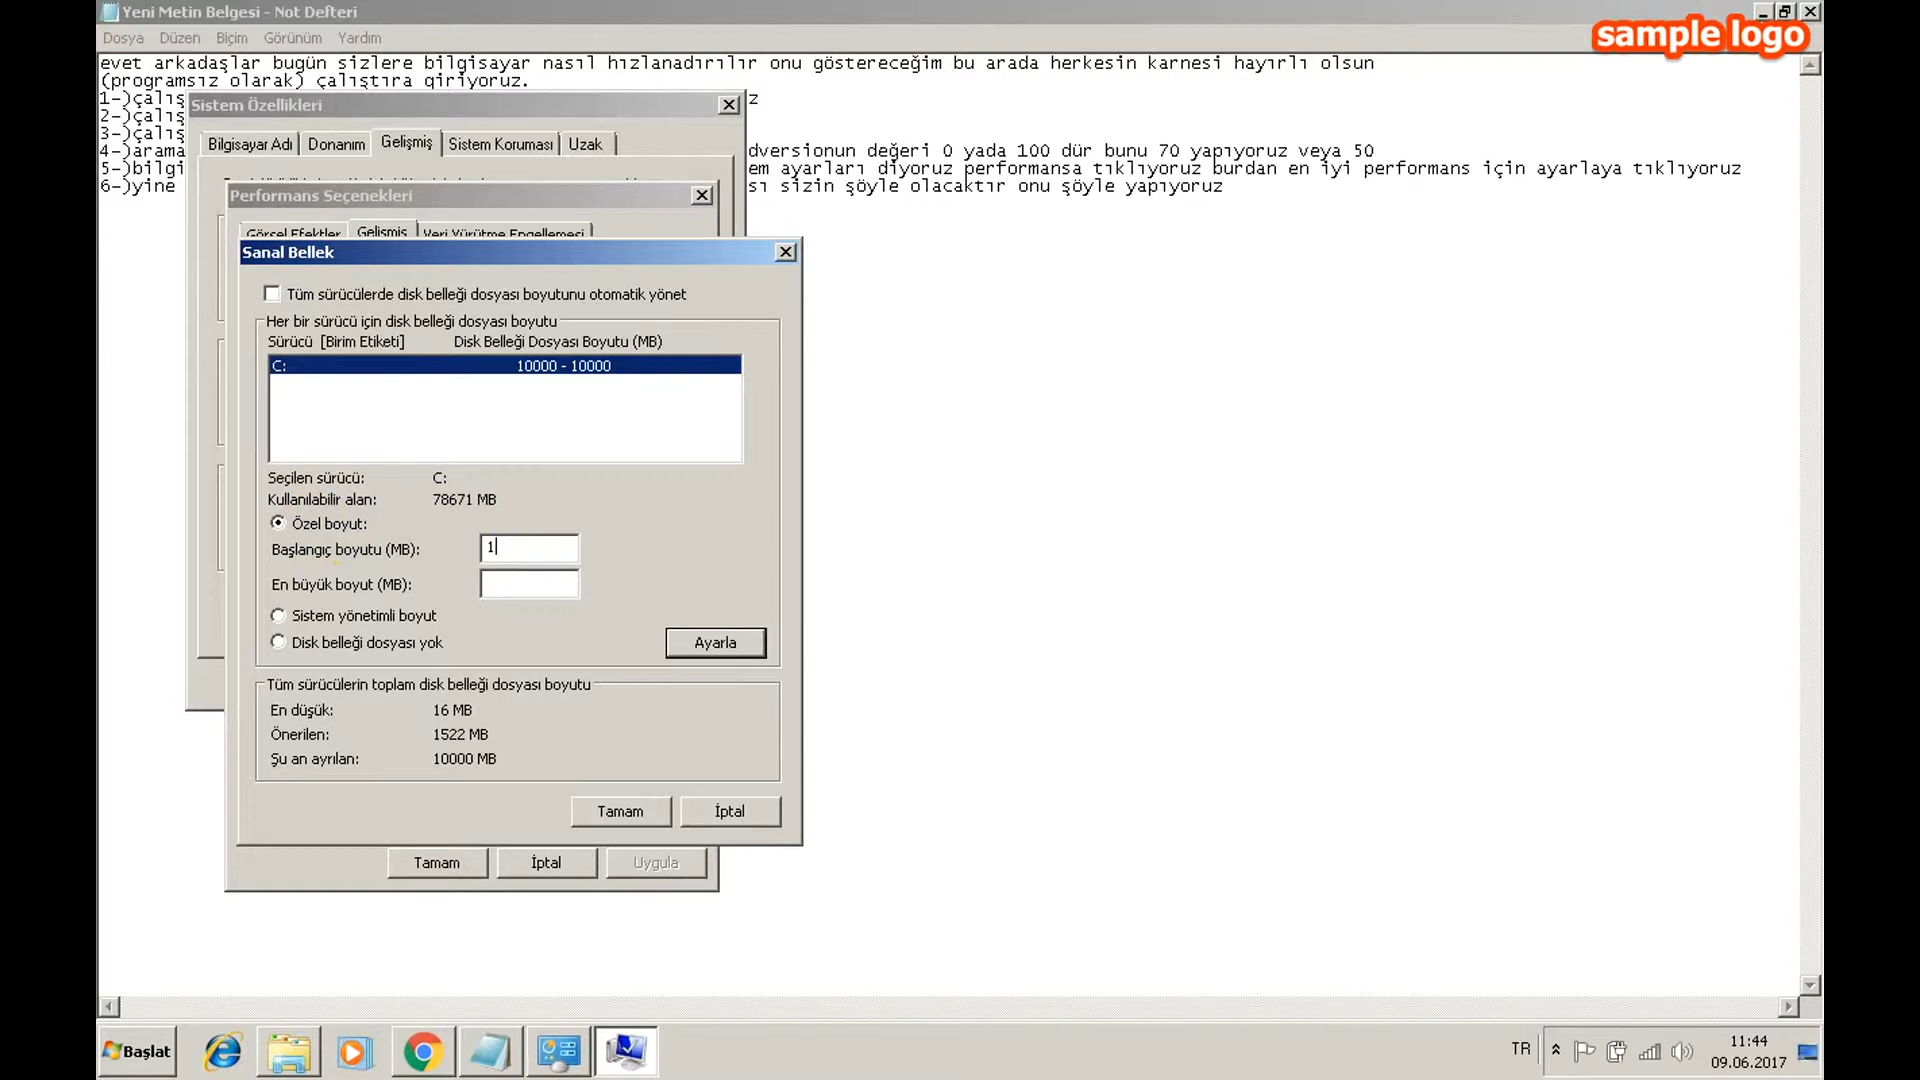 Yeni Metin Belgesi - Not Defteri
Dosya Düzen Biçim Görünüm Yardım
sample logo
evet arkadaşlar bugün sizlere bilgisayar nasıl hızlanadırılır onu göstereceğim bu arada herkesin karnesi hayırlı olsun
(programsız olarak) çalıştıra qiriyoruz.
1-)çalış z
2-)çalış
3-)çalış
4-)arama dversionun değeri 0 yada 100 dür bunu 70 yapıyoruz veya 50
5-)bilgi em ayarları diyoruz performansa tıklıyoruz burdan en iyi performans için ayarlaya tıklıyoruz
6-)yine sı sizin şöyle olacaktır onu şöyle yapıyoruz
Sistem Özellikleri
Bilgisayar Adı Donanım Gelişmiş Sistem Koruması Uzak
Performans Seçenekleri
Görsel Efektler Gelişmiş Veri Yürütme Engellemesi
Sanal Bellek
Tüm sürücülerde disk belleği dosyası boyutunu otomatik yönet
Her bir sürücü için disk belleği dosyası boyutu
Sürücü [Birim Etiketi] Disk Belleği Dosyası Boyutu (MB)
C: 10000 - 10000
Seçilen sürücü: C:
Kullanılabilir alan: 78671 MB
Özel boyut:
Başlangıç boyutu (MB): 1
En büyük boyut (MB):
Sistem yönetimli boyut
Disk belleği dosyası yok
Ayarla
Tüm sürücülerin toplam disk belleği dosyası boyutu
En düşük: 16 MB
Önerilen: 1522 MB
Şu an ayrılan: 10000 MB
Tamam İptal
Tamam İptal Uygula
Başlat
TR
11:44
09.06.2017